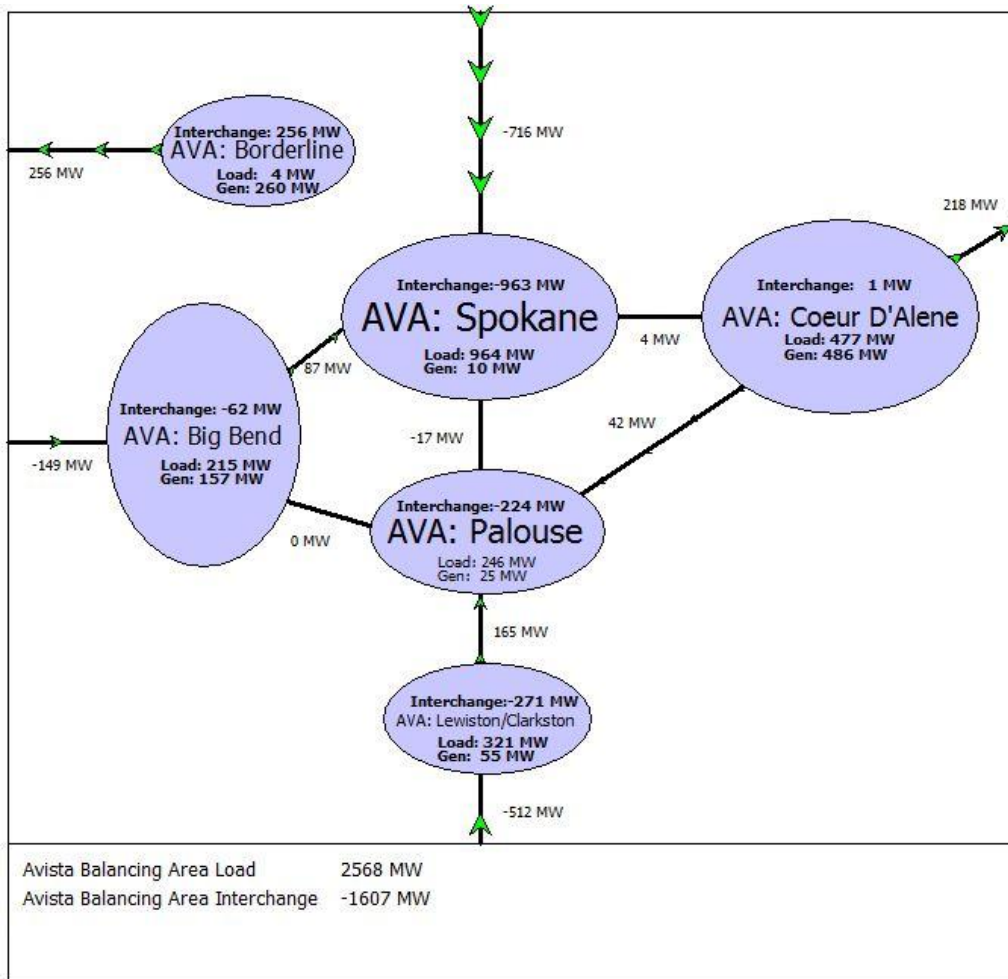 -716 MW
Interchange: 256 MW
AVA: Borderline
Load: 4 MW
Gen: 260 MW
256 MW
218 MW
Interchange:-963 MW
AVA: Spokane
Load: 964 MW
Gen: 10 MW
Interchange: 1 MW
AVA: Coeur D'Alene
Load: 477 MW
Gen: 486 MW
4 MW
87 MW
Interchange: -62 MW
AVA: Big Bend
Load: 215 MW
Gen: 157 MW
-149 MW
-17 MW
42 MW
0 MW
Interchange:-224 MW
AVA: Palouse
Load: 246 MW
Gen: 25 MW
165 MW
Interchange:-271 MW
AVA: Lewiston/Clarkston
Load: 321 MW
Gen: 55 MW
-512 MW
Avista Balancing Area Load 2568 MW
Avista Balancing Area Interchange -1607 MW